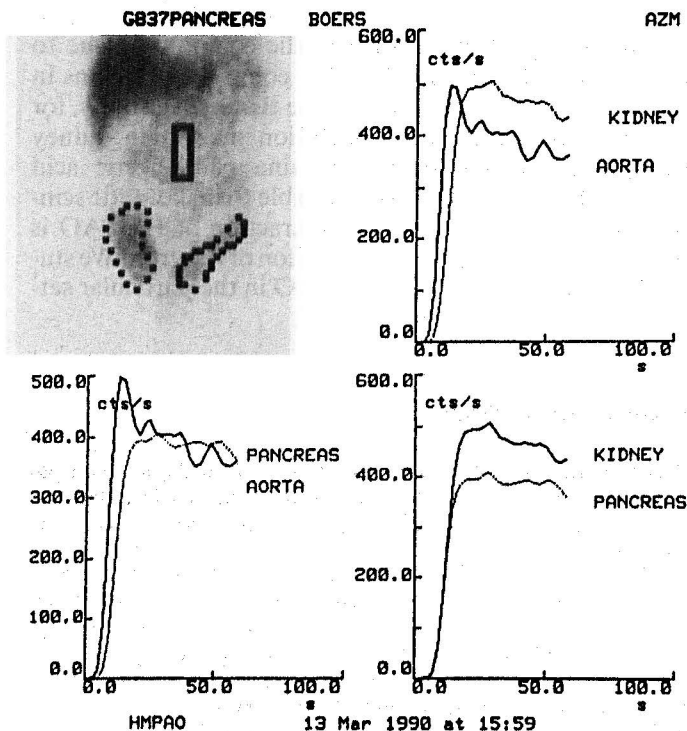 GB37PANCREAS BOERS AZM
600.0
cts/s
KIDNEY
400.0
AORTA
200.0
0.0
0.0 50.0 100.0
s
500.0
cts/s
400.0
PANCREAS
AORTA
300.0
200.0
100.0
0.0
0.0 50.0 100.0
s
600.0
cts/s
KIDNEY
400.0
PANCREAS
200.0
0.0
0.0 50.0 100.0
s
HMPAO 13 Mar 1990 at 15:59